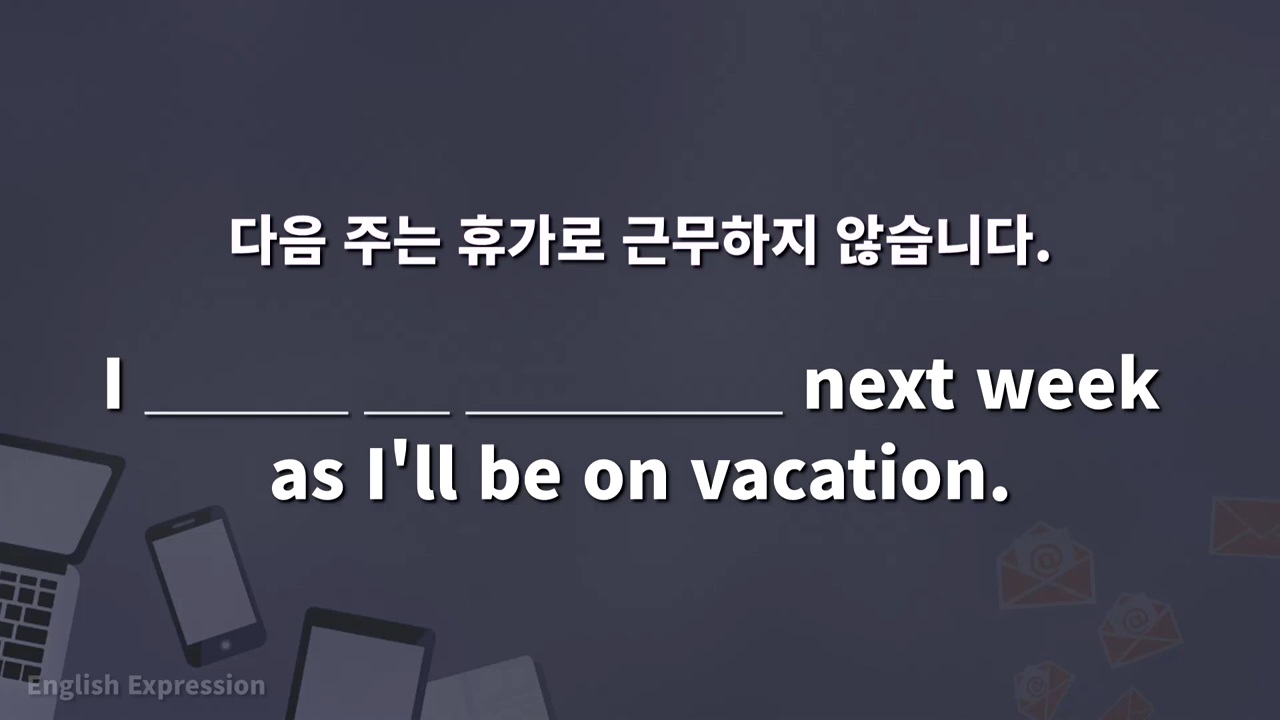 다음 주는 휴가로 근무하지 않습니다.
I ______ __ _________ next week
as I'll be on vacation.
English Expression